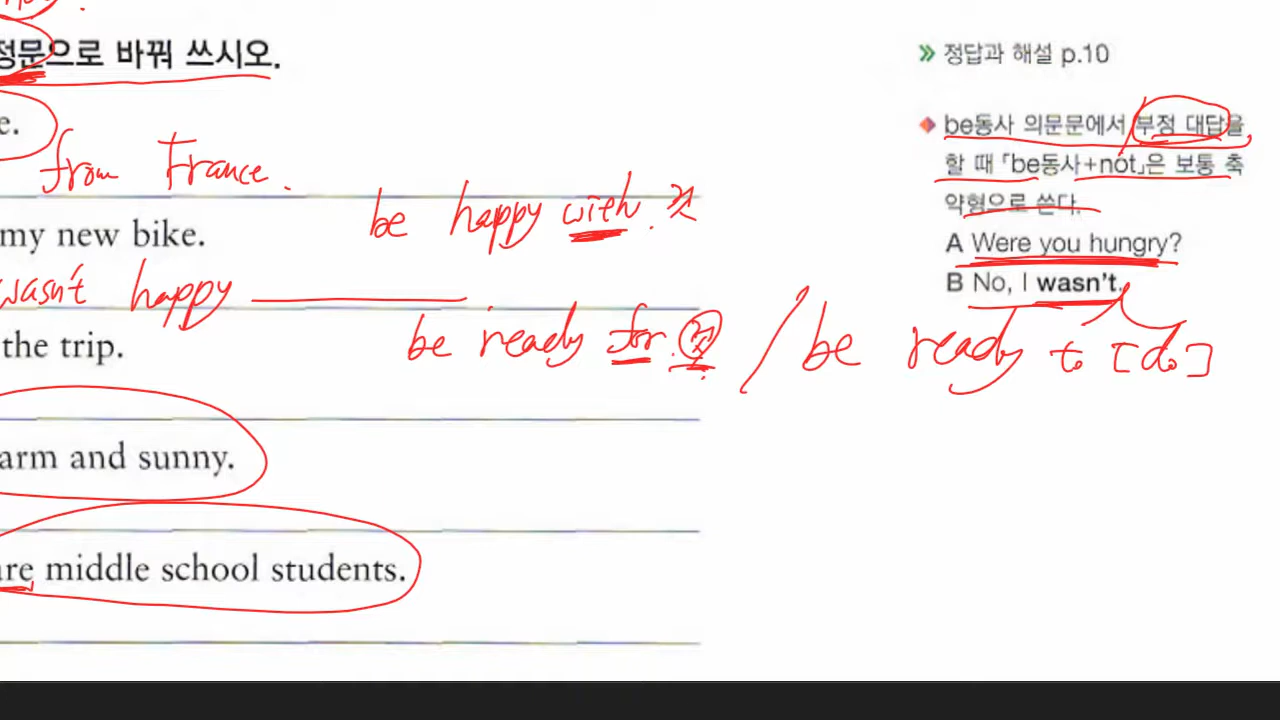 정문으로 바꿔 쓰시오.
e.
from France.
my new bike.
be happy with.
wasn't happy
the trip.
be ready for. / be ready to [do]
arm and sunny.
are middle school students.
정답과 해설 p.10
be동사 의문문에서 부정 대답을
할 때 「be동사+not」은 보통 축
약형으로 쓴다.
A Were you hungry?
B No, I wasn't.